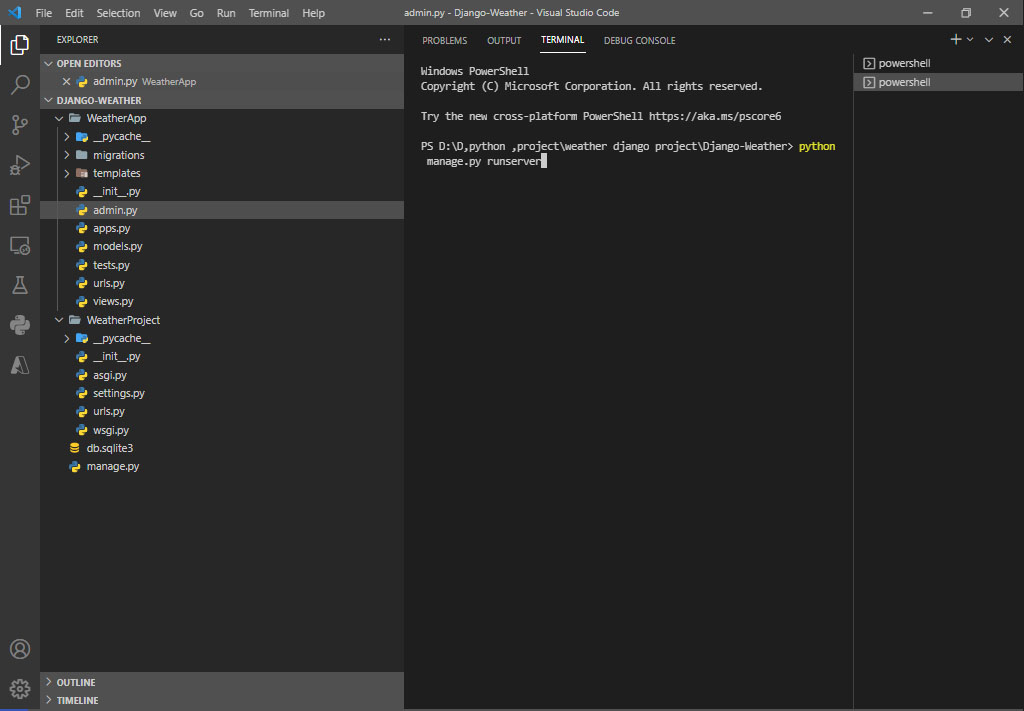 File Edit Selection View Go Run Terminal Help admin.py - Django-Weather - Visual Studio Code
EXPLORER
OPEN EDITORS
admin.py WeatherApp
DJANGO-WEATHER
WeatherApp
__pycache__
migrations
templates
__init__.py
admin.py
apps.py
models.py
tests.py
urls.py
views.py
WeatherProject
__pycache__
__init__.py
asgi.py
settings.py
urls.py
wsgi.py
db.sqlite3
manage.py
OUTLINE
TIMELINE
PROBLEMS OUTPUT TERMINAL DEBUG CONSOLE
Windows PowerShell
Copyright (C) Microsoft Corporation. All rights reserved.
Try the new cross-platform PowerShell https://aka.ms/pscore6
PS D:\D,python ,project\weather django project\Django-Weather> python
manage.py runserver
powershell
powershell